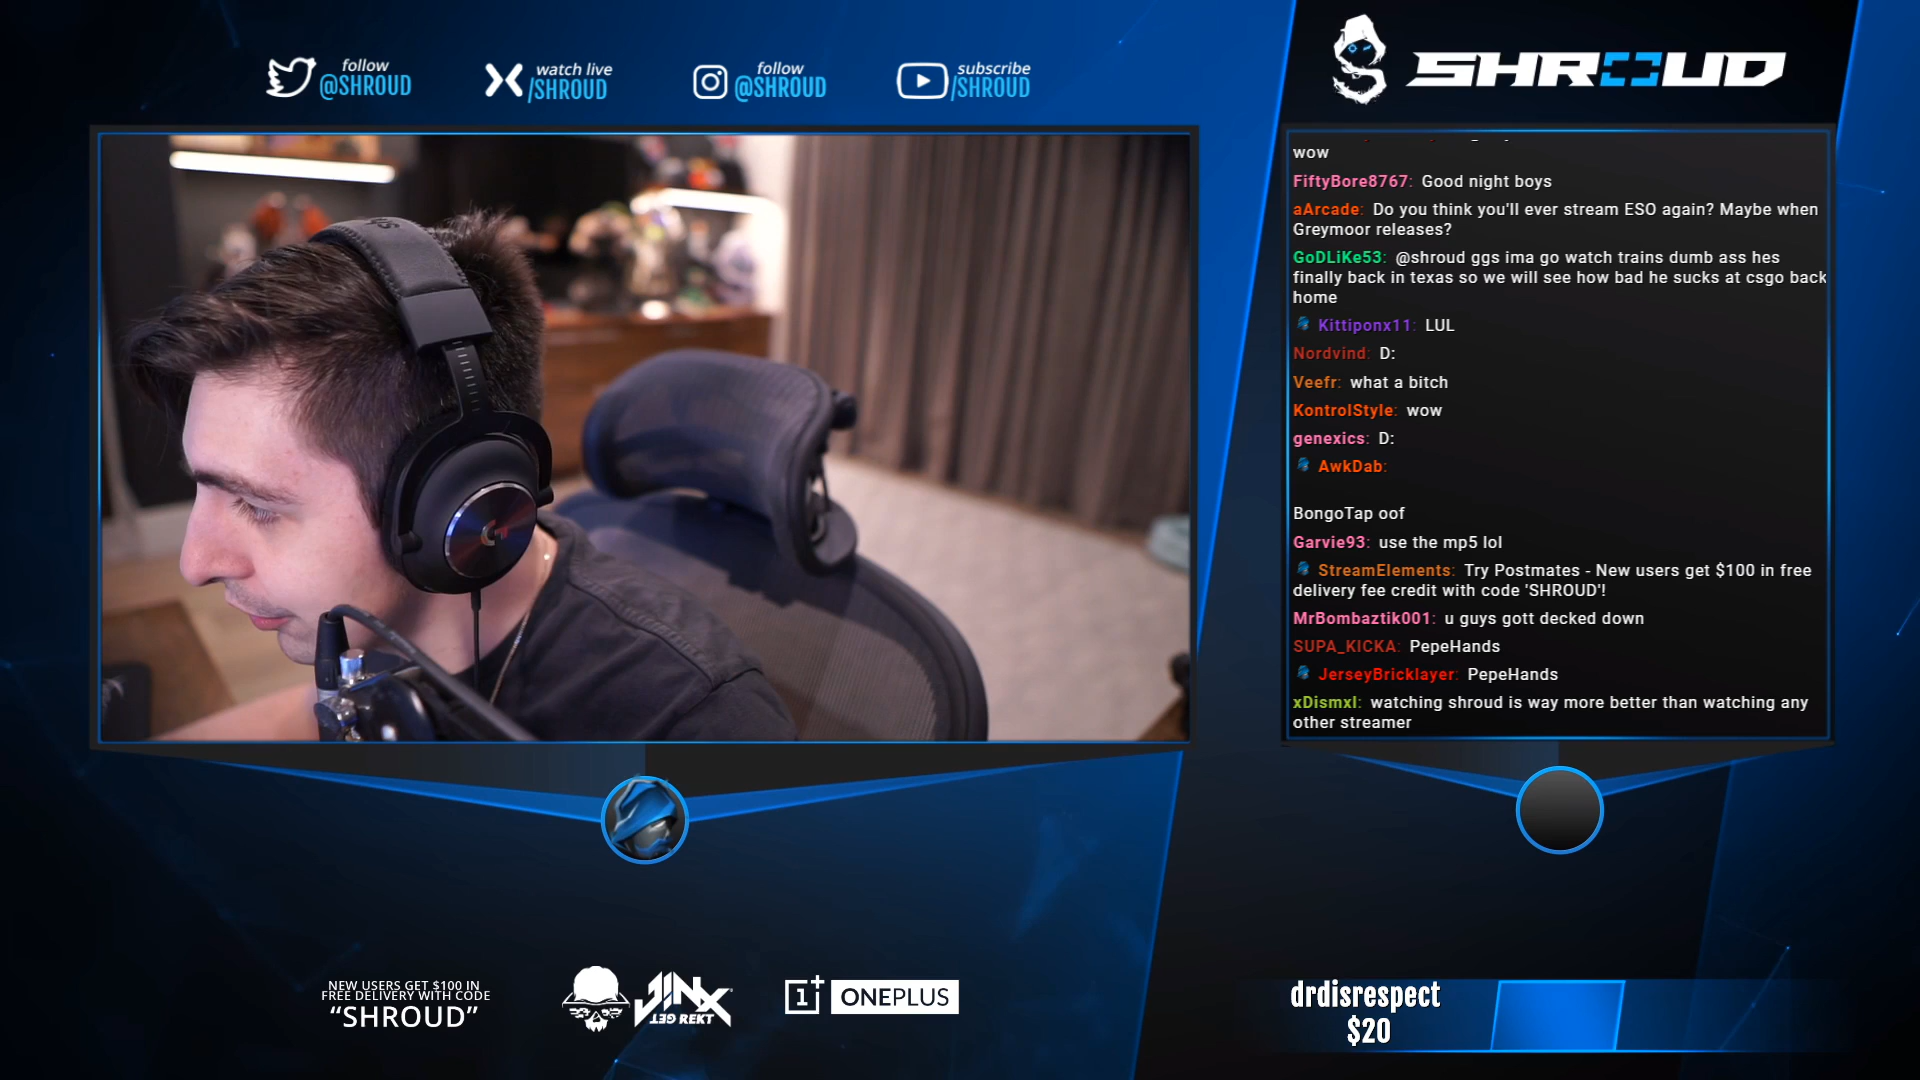 follow
@SHROUD
watch live
/SHROUD
follow
@SHROUD
subscribe
/SHROUD
SHROUD
wow
FiftyBore8767: Good night boys
aArcade: Do you think you'll ever stream ESO again? Maybe when
Greymoor releases?
GoDLiKe53: @shroud ggs ima go watch trains dumb ass hes
finally back in texas so we will see how bad he sucks at csgo back
home
Kittiponx11: LUL
Nordvind: D:
Veefr: what a bitch
KontrolStyle: wow
genexics: D:
AwkDab:
BongoTap oof
Garvie93: use the mp5 lol
StreamElements: Try Postmates - New users get $100 in free
delivery fee credit with code 'SHROUD'!
MrBombaztik001: u guys gott decked down
SUPA_KICKA: PepeHands
JerseyBricklayer: PepeHands
xDismxl: watching shroud is way more better than watching any
other streamer
NEW USERS GET $100 IN
FREE DELIVERY WITH CODE
“SHROUD”
JINX
GET REKT
1+ ONEPLUS
drdisrespect
$20